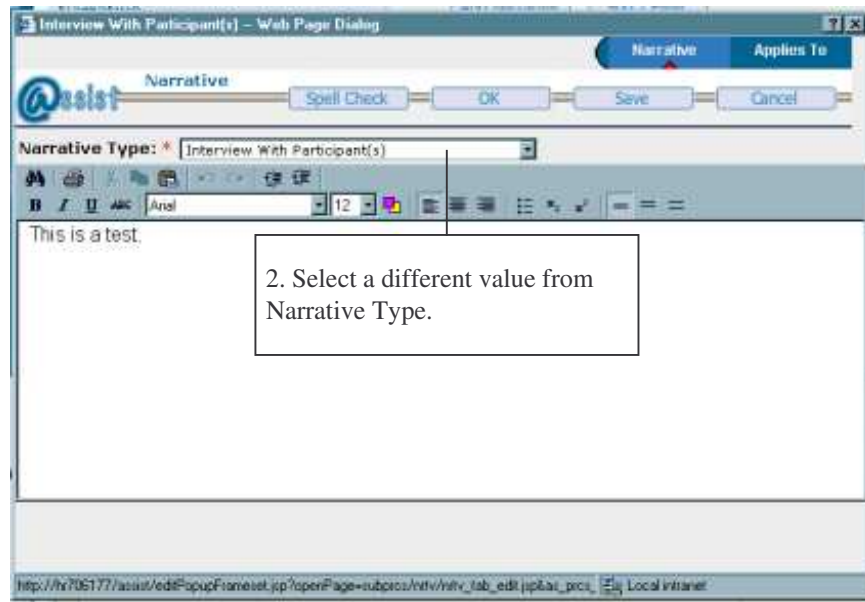 Interview With Participant(s) -- Web Page Dialog
Narrative Applies To
@ssist Narrative Spell Check OK Save Cancel
Narrative Type: * Interview With Participant(s)
B I U ABC Arial 12
This is a test.
2. Select a different value from
Narrative Type.
Local intranet